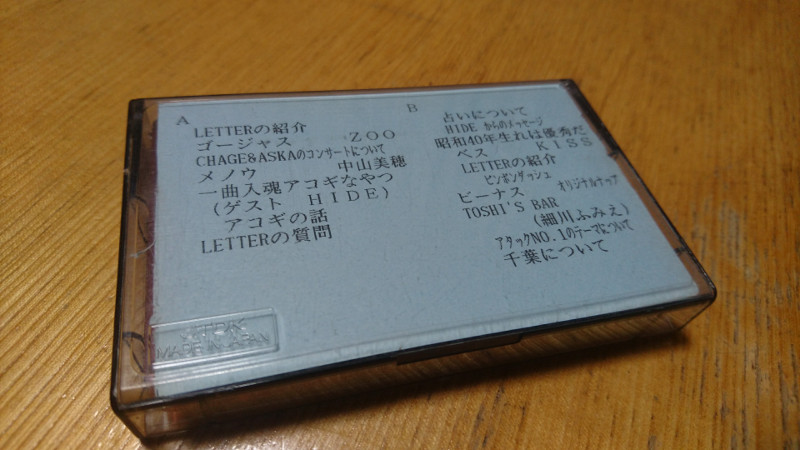 A
LETTERの紹介
ゴージャス ZOO
CHAGE&ASKAのコンサートについて
メノウ 中山美穂
一曲入魂アコギなやつ
(ゲスト HIDE)
アコギの話
LETTERの質問
B
占いについて
HIDE からのメッセージ
昭和40年生れは優秀だ
ベス KISS
LETTERの紹介
ピンポンダッシュ
ビーナス オリジナルナップ
TOSHI'S BAR
(細川ふみえ)
アタックNO.1のテーマについて
千葉について
TDK
MADE IN JAPAN